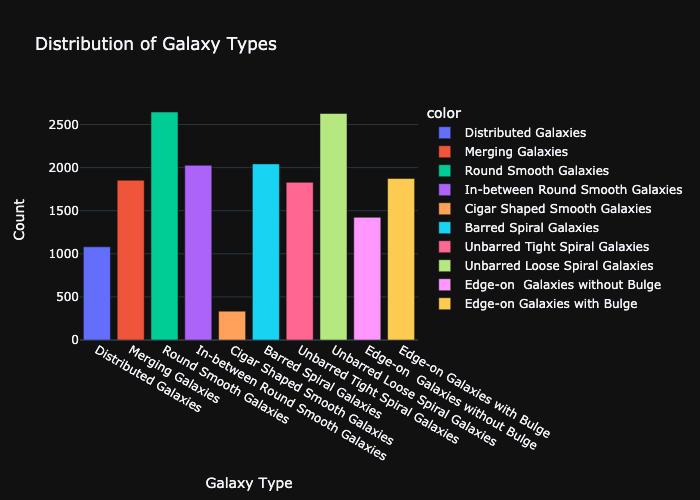 Distribution of Galaxy Types
color
Distributed Galaxies
Merging Galaxies
Round Smooth Galaxies
In-between Round Smooth Galaxies
Cigar Shaped Smooth Galaxies
Barred Spiral Galaxies
Unbarred Tight Spiral Galaxies
Unbarred Loose Spiral Galaxies
Edge-on  Galaxies without Bulge
Edge-on Galaxies with Bulge
Count
2500
2000
1500
1000
500
0
Distributed Galaxies
Merging Galaxies
Round Smooth Galaxies
In-between Round Smooth Galaxies
Cigar Shaped Smooth Galaxies
Barred Spiral Galaxies
Unbarred Tight Spiral Galaxies
Unbarred Loose Spiral Galaxies
Edge-on  Galaxies without Bulge
Edge-on Galaxies with Bulge
Galaxy Type